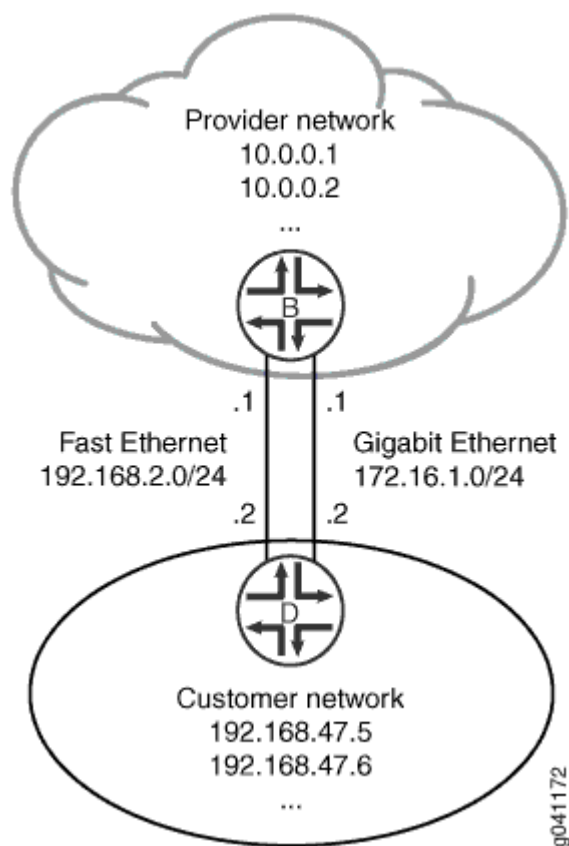 Provider network
10.0.0.1
10.0.0.2
...
B
.1
.1
Fast Ethernet
192.168.2.0/24
Gigabit Ethernet
172.16.1.0/24
.2
.2
D
Customer network
192.168.47.5
192.168.47.6
...
g041172